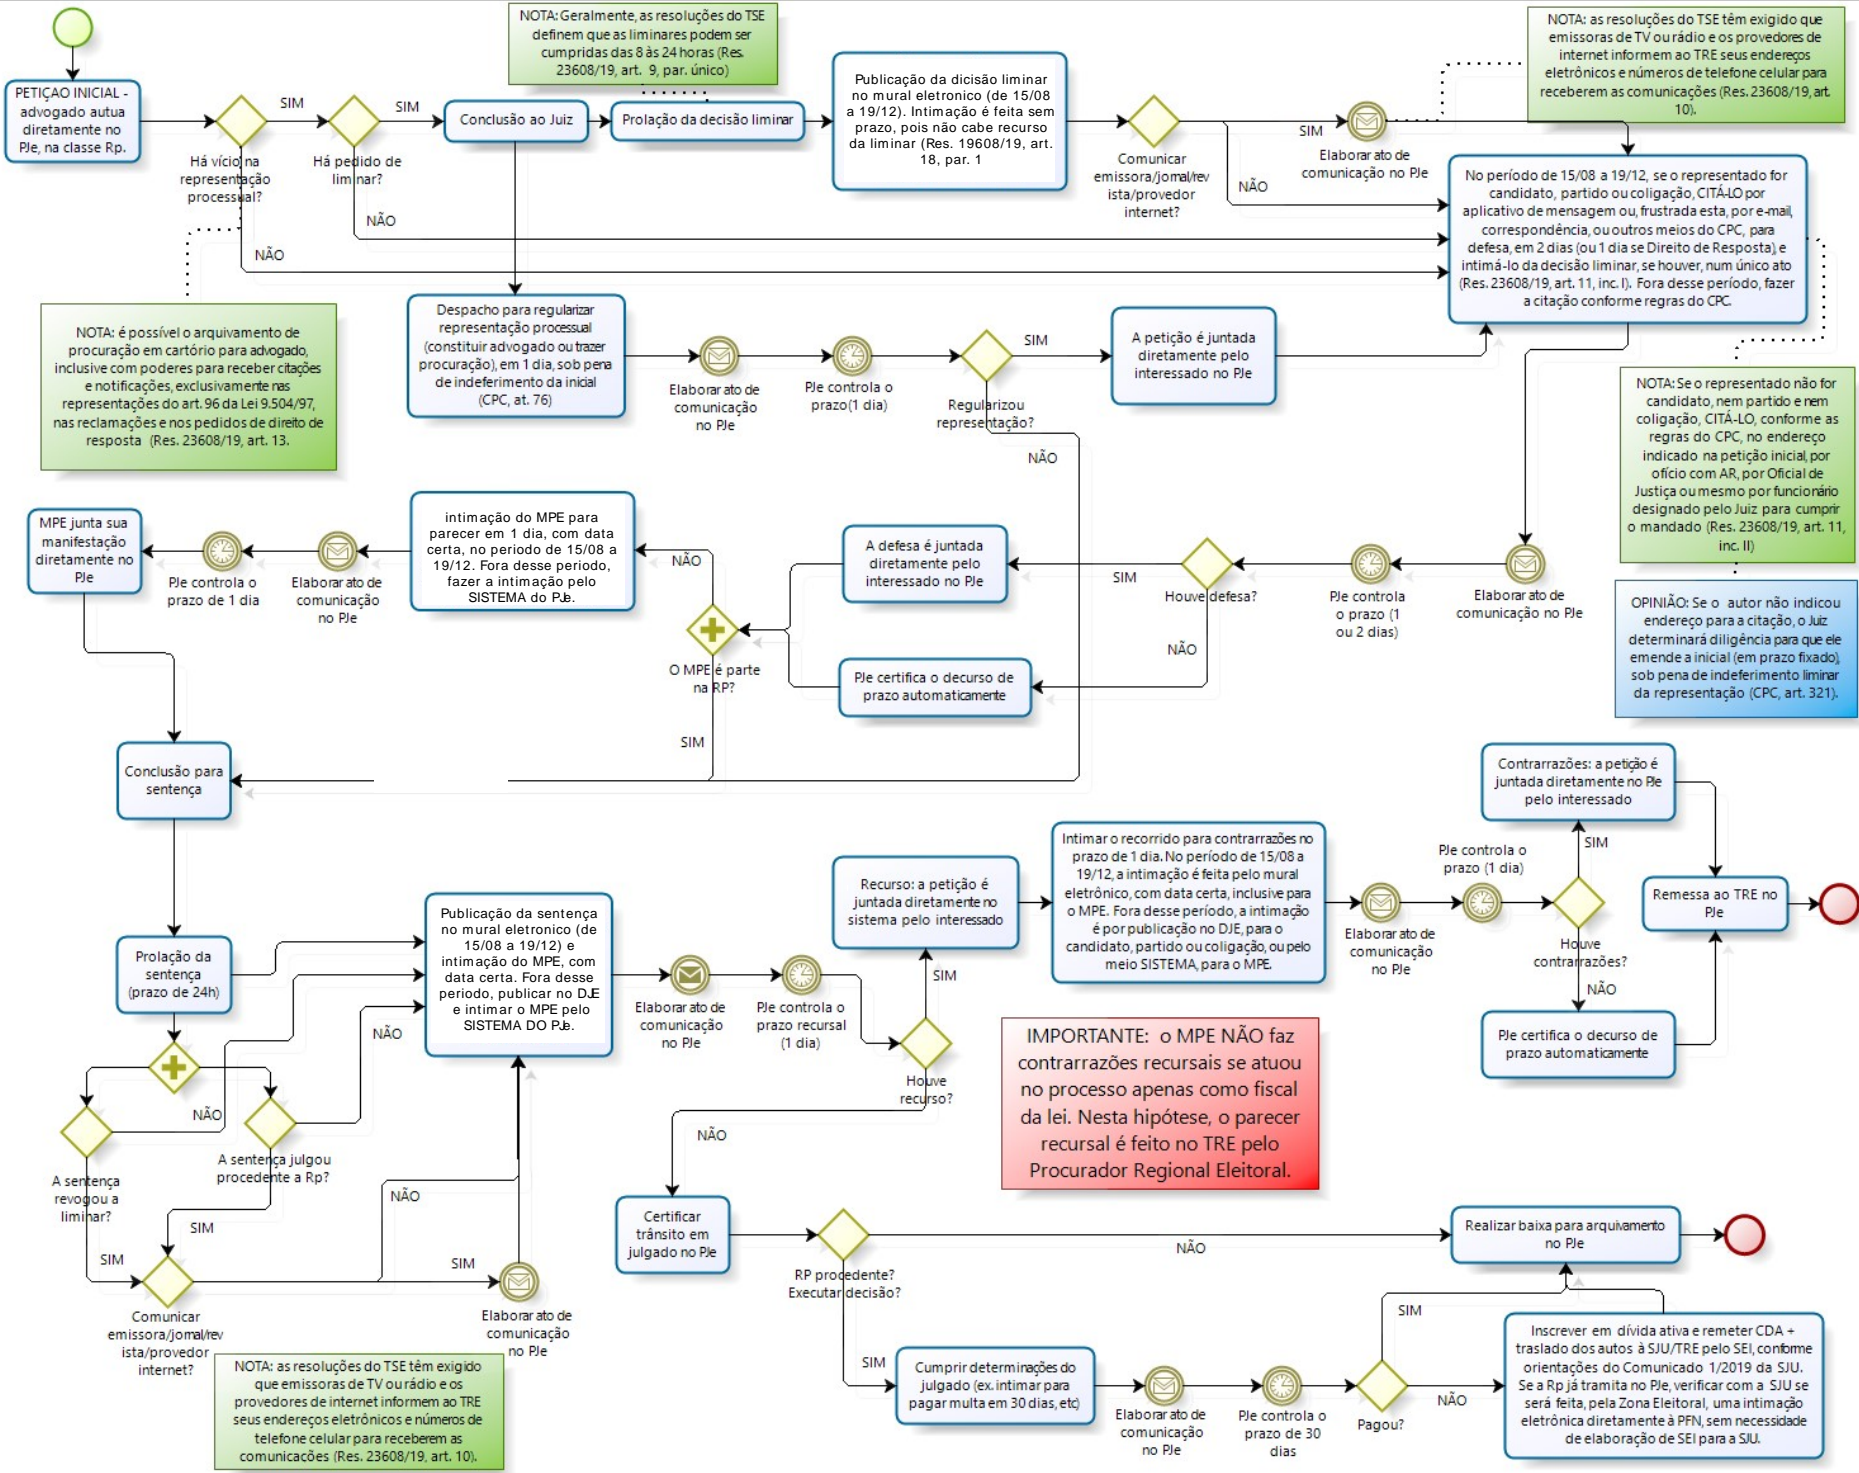 PETIÇAO INICIAL -
advogado autua
diretamente no
PJe, na classe Rp.
SIM
Há vício na
representação
processual?
NÃO
SIM
Há pedido de
liminar?
NÃO
Conclusão ao Juiz
NOTA: Geralmente, as resoluções do TSE
definem que as liminares podem ser
cumpridas das 8 às 24 horas (Res.
23608/19, art. 9, par. único)
Prolação da decisão liminar
Publicação da dicisão liminar
no mural eletronico (de 15/08
a 19/12). Intimação é feita sem
prazo, pois não cabe recurso
da liminar (Res. 19608/19, art.
18, par. 1
Comunicar
emissora/jornal/rev
ista/provedor
internet?
SIM
NÃO
Elaborar ato de
comunicação no PJe
NOTA: as resoluções do TSE têm exigido que
emissoras de TV ou rádio e os provedores de
internet informem ao TRE seus endereços
eletrônicos e números de telefone celular para
receberem as comunicações (Res. 23608/19, art.
10).
No período de 15/08 a 19/12, se o representado for
candidato, partido ou coligação, CITÁ-LO por
aplicativo de mensagem ou, frustrada esta, por e-mail,
correspondência, ou outros meios do CPC, para
defesa, em 2 dias (ou 1 dia se Direito de Resposta), e
intimá-lo da decisão liminar, se houver, num único ato
(Res. 23608/19, art. 11, inc. I). Fora desse período, fazer
a citação conforme regras do CPC.
NOTA: é possível o arquivamento de
procuração em cartório para advogado,
inclusive com poderes para receber citações
e notificações, exclusivamente nas
representações do art. 96 da Lei 9.504/97,
nas reclamações e nos pedidos de direito de
resposta (Res. 23608/19, art. 13.
Despacho para regularizar
representação processual
(constituir advogado ou trazer
procuração), em 1 dia, sob pena
de indeferimento da inicial
(CPC, at. 76)
Elaborar ato de
comunicação
no PJe
PJe controla o
prazo(1 dia)
Regularizou
representação?
SIM
NÃO
A petição é juntada
diretamente pelo
interessado no PJe
NOTA: Se o representado não for
candidato, nem partido e nem
coligação, CITÁ-LO, conforme as
regras do CPC, no endereço
indicado na petição inicial, por
ofício com AR, por Oficial de
Justiça ou mesmo por funcionário
designado pelo Juiz para cumprir
o mandado (Res. 23608/19, art. 11,
inc. II)
OPINIÃO: Se o autor não indicou
endereço para a citação, o Juiz
determinará diligência para que ele
emende a inicial (em prazo fixado),
sob pena de indeferimento liminar
da representação (CPC, art. 321).
MPE junta sua
manifestação
diretamente no
PJe
PJe controla o
prazo de 1 dia
Elaborar ato de
comunicação
no PJe
intimação do MPE para
parecer em 1 dia, com data
certa, no periodo de 15/08 a
19/12. Fora desse periodo,
fazer a intimação pelo
SISTEMA do PJe.
NÃO
O MPE é parte
na RP?
SIM
A defesa é juntada
diretamente pelo
interessado no PJe
PJe certifica o decurso de
prazo automaticamente
SIM
Houve defesa?
NÃO
PJe controla
o prazo (1
ou 2 dias)
Elaborar ato de
comunicação no PJe
Conclusão para
sentença
Prolação da
sentença
(prazo de 24h)
NÃO
NÃO
A sentença
revogou a
liminar?
SIM
A sentença julgou
procedente a Rp?
SIM
Comunicar
emissora/jornal/rev
ista/provedor
internet?
NÃO
SIM
Elaborar ato de
comunicação
no PJe
NOTA: as resoluções do TSE têm exigido
que emissoras de TV ou rádio e os
provedores de internet informem ao TRE
seus endereços eletrônicos e números de
telefone celular para receberem as
comunicações (Res. 23608/19, art. 10).
Publicação da sentença
no mural eletronico (de
15/08 a 19/12) e
intimação do MPE, com
data certa. Fora desse
periodo, publicar no DJE
e intimar o MPE pelo
SISTEMA DO PJe.
Elaborar ato de
comunicação
no PJe
PJe controla o
prazo recursal
(1 dia)
Houve
recurso?
SIM
NÃO
Recurso: a petição é
juntada diretamente no
sistema pelo interessado
Intimar o recorrido para contrarrazões no
prazo de 1 dia. No período de 15/08 a
19/12, a intimação é feita pelo mural
eletrônico, com data certa, inclusive para
o MPE. Fora desse período, a intimação
é por publicação no DJE, para o
candidato, partido ou coligação, ou pelo
meio SISTEMA, para o MPE.
Elaborar ato de
comunicação
no PJe
PJe controla o
prazo (1 dia)
Houve
contrarrazões?
SIM
NÃO
Contrarrazões: a petição é
juntada diretamente no PJe
pelo interessado
PJe certifica o decurso de
prazo automaticamente
Remessa ao TRE no
PJe
IMPORTANTE: o MPE NÃO faz
contrarrazões recursais se atuou
no processo apenas como fiscal
da lei. Nesta hipótese, o parecer
recursal é feito no TRE pelo
Procurador Regional Eleitoral.
Certificar
trânsito em
julgado no PJe
RP procedente?
Executar decisão?
NÃO
SIM
Realizar baixa para arquivamento
no PJe
Cumprir determinações do
julgado (ex. intimar para
pagar multa em 30 dias, etc)
Elaborar ato de
comunicação
no PJe
PJe controla o
prazo de 30
dias
Pagou?
SIM
NÃO
Inscrever em dívida ativa e remeter CDA +
traslado dos autos à SJU/TRE pelo SEI, conforme
orientações do Comunicado 1/2019 da SJU.
Se a Rp já tramita no PJe, verificar com a SJU se
será feita, pela Zona Eleitoral, uma intimação
eletrônica diretamente à PFN, sem necessidade
de elaboração de SEI para a SJU.